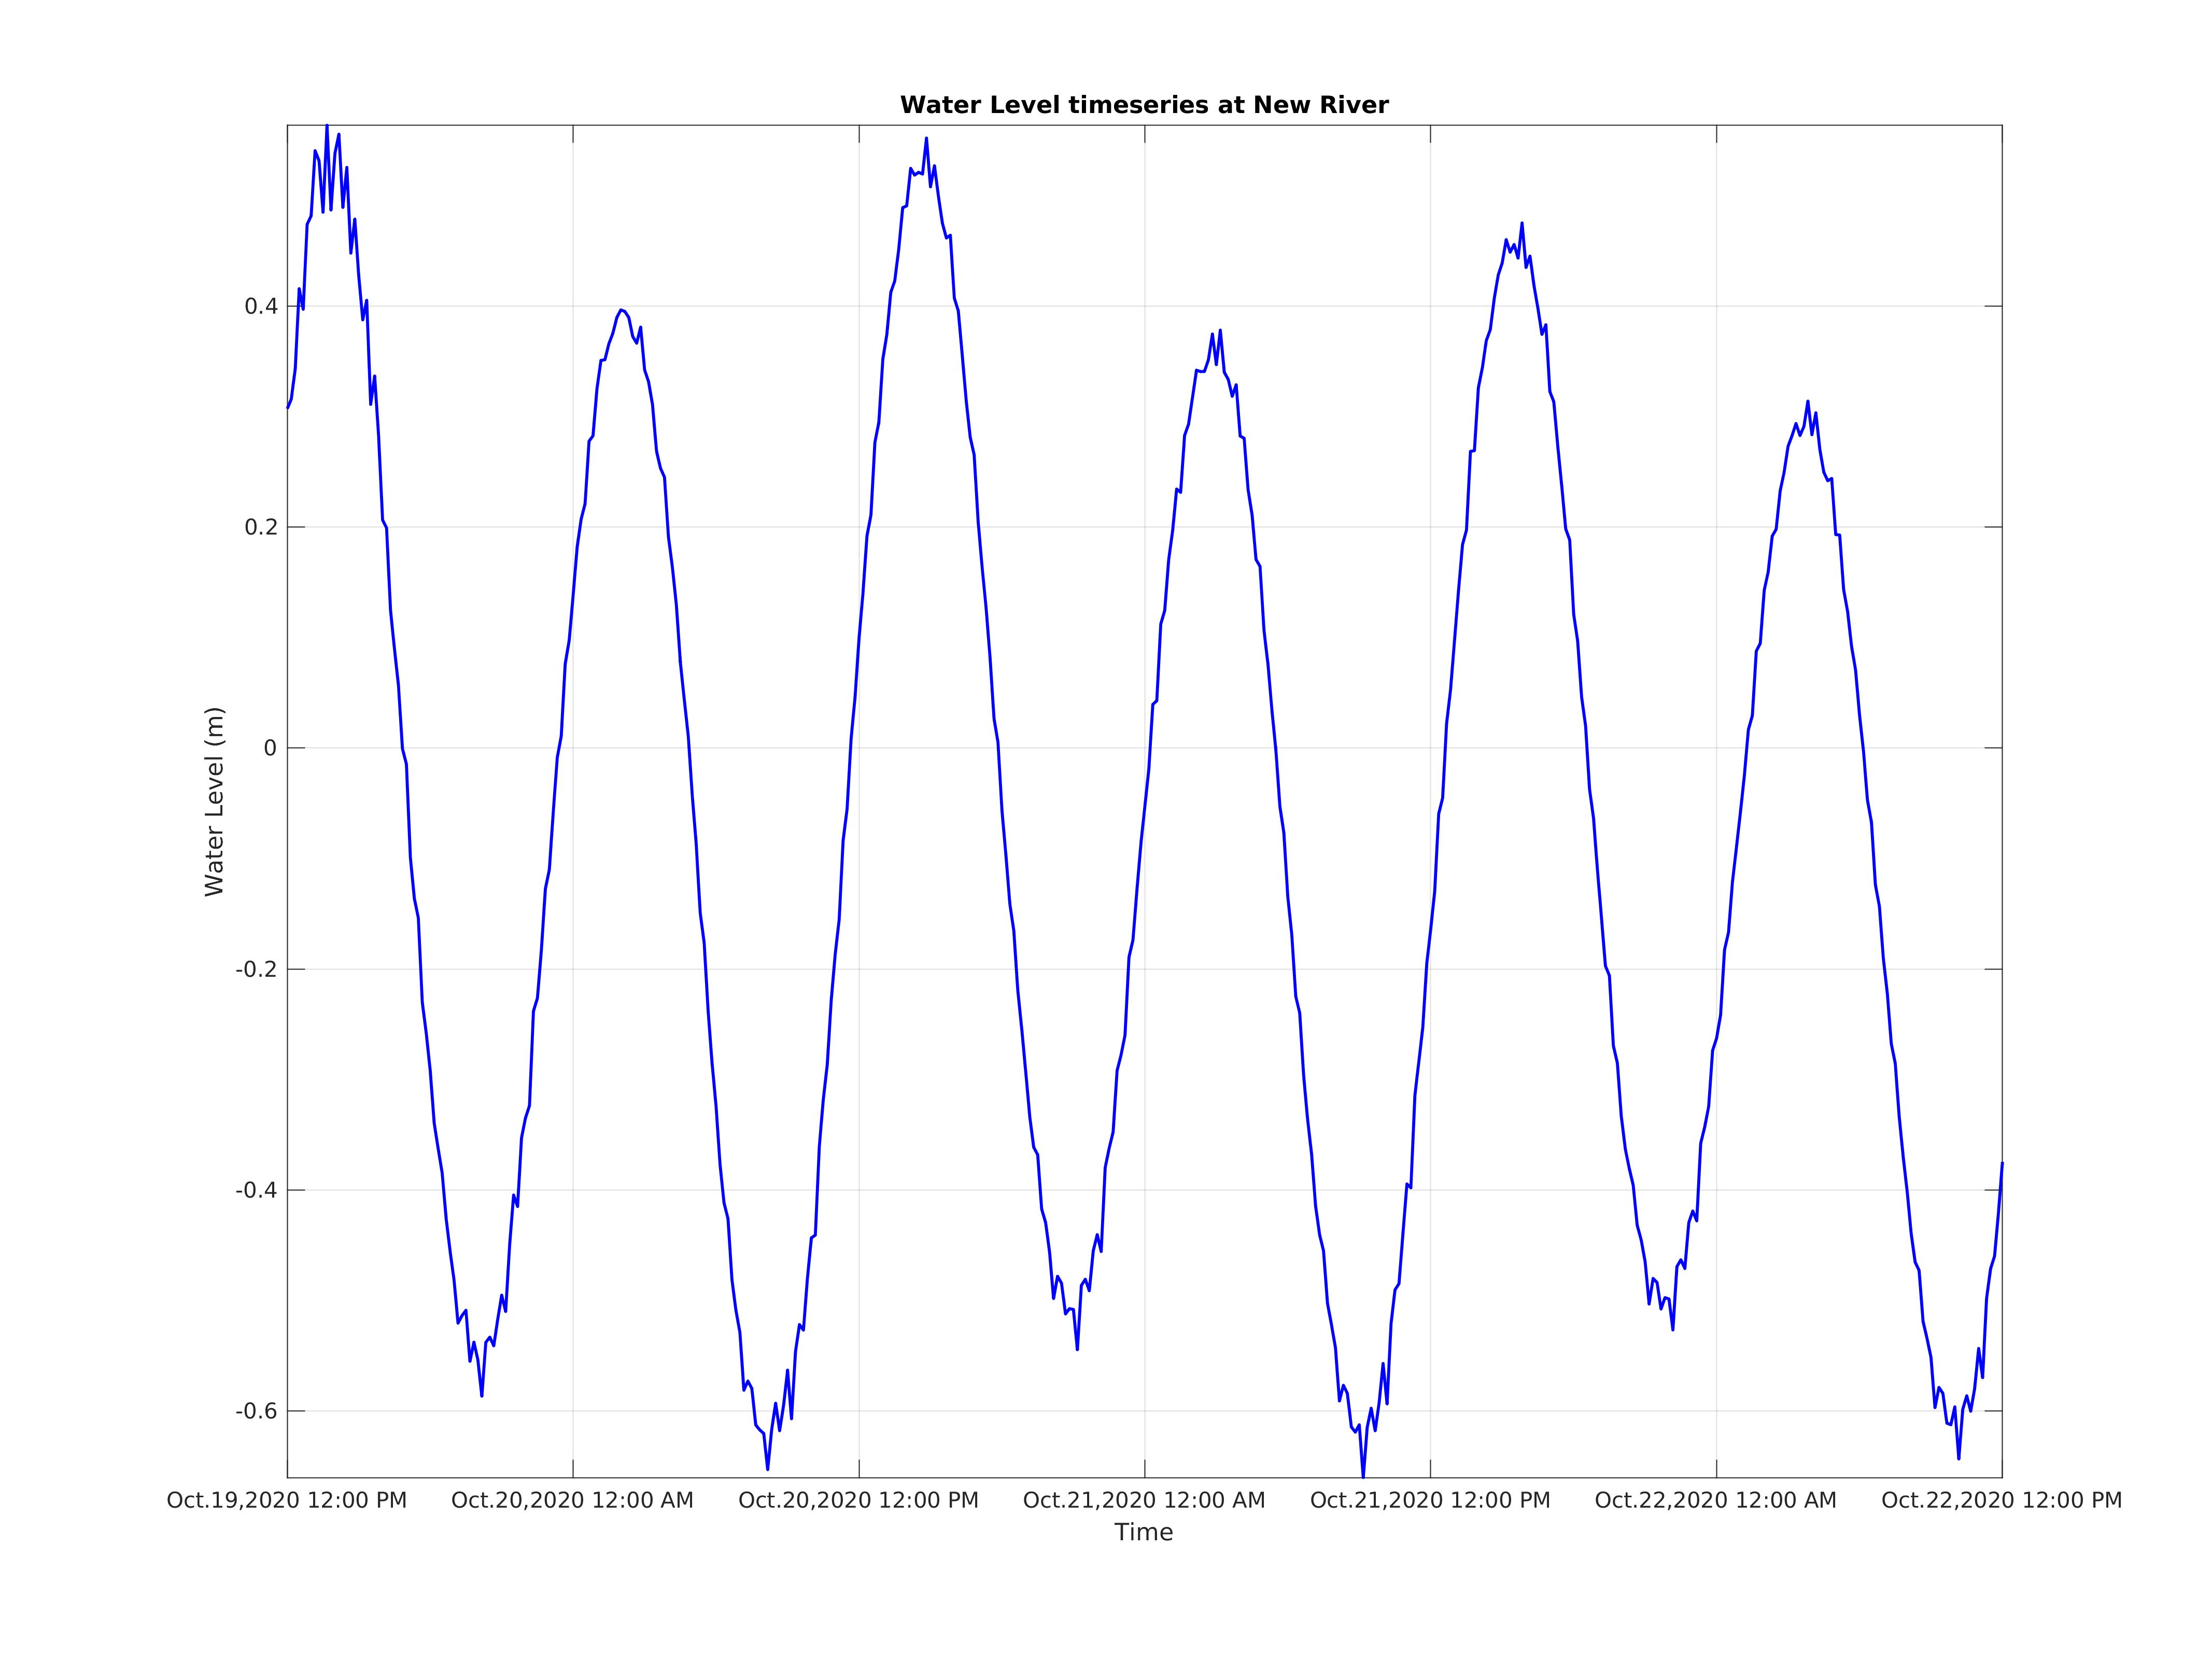 Water Level timeseries at New River
Water Level (m)
0.4
0.2
0
-0.2
-0.4
-0.6
Oct.19,2020 12:00 PM Oct.20,2020 12:00 AM Oct.20,2020 12:00 PM Oct.21,2020 12:00 AM Oct.21,2020 12:00 PM Oct.22,2020 12:00 AM Oct.22,2020 12:00 PM
Time